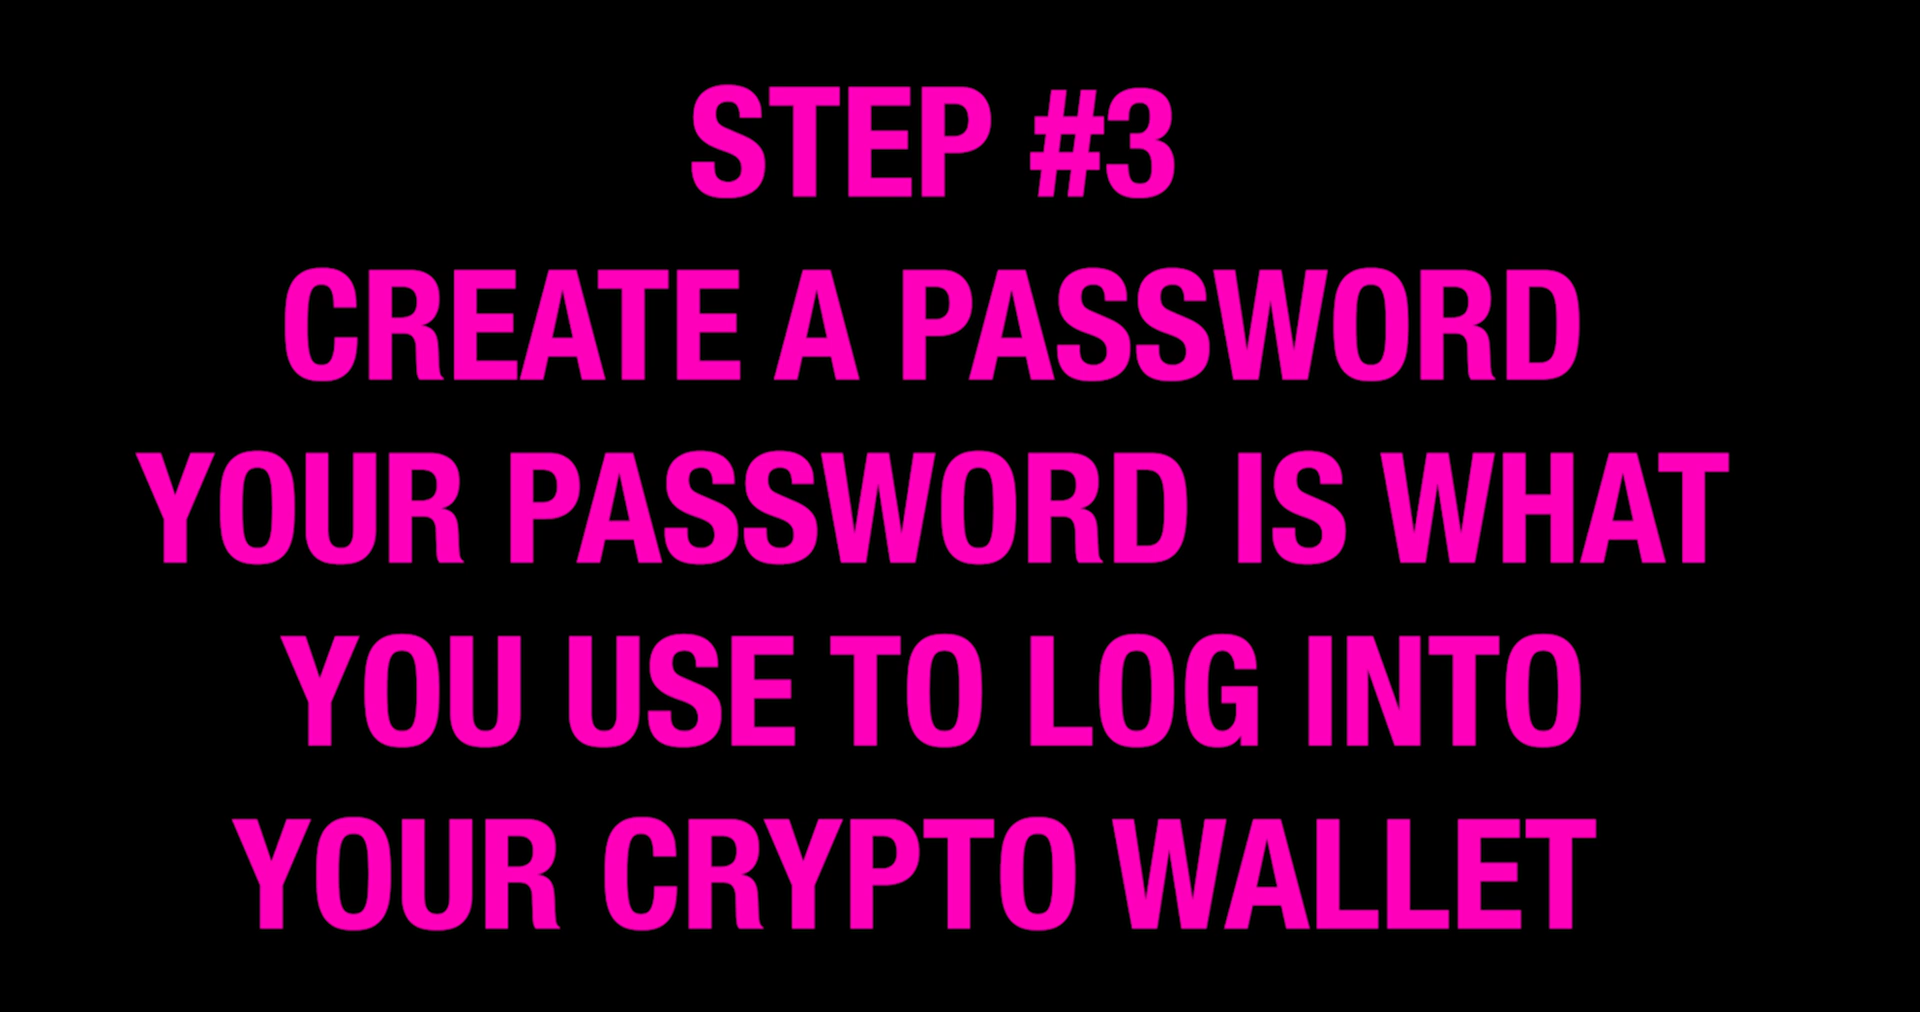 STEP #3
CREATE A PASSWORD
YOUR PASSWORD IS WHAT
YOU USE TO LOG INTO
YOUR CRYPTO WALLET